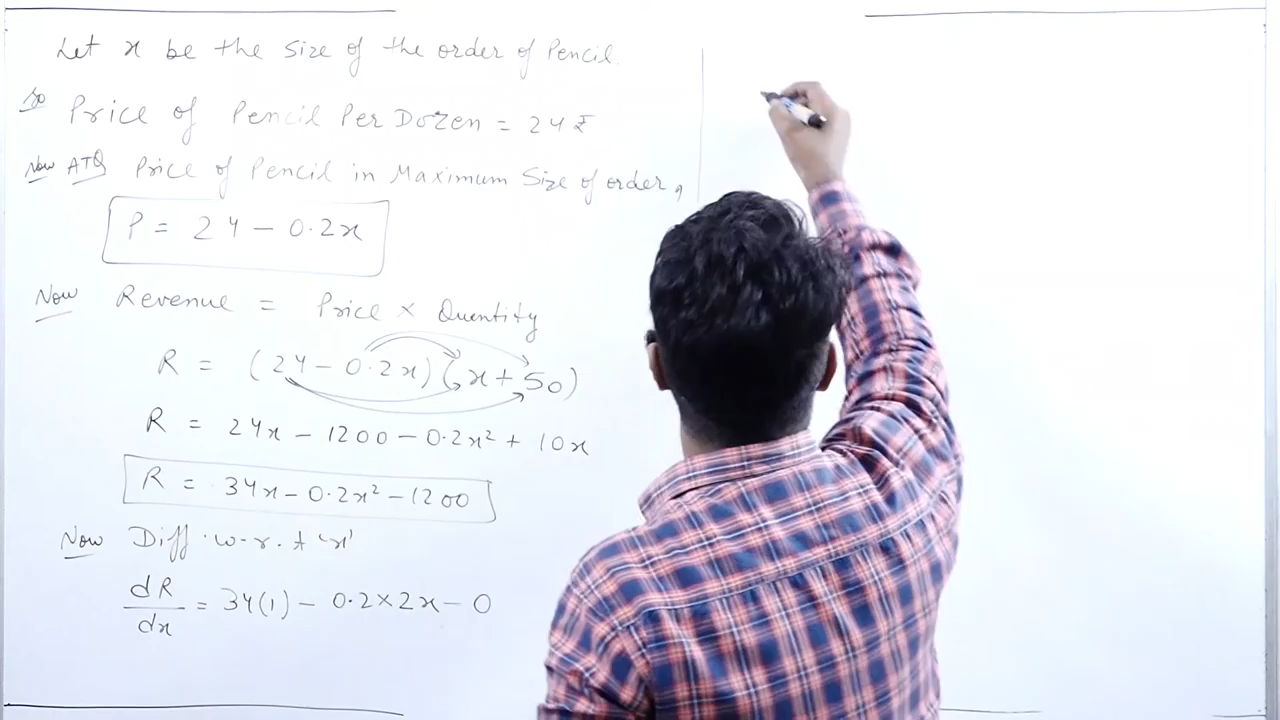 Let x be the size of the order of Pencil.
So Price of Pencil Per Dozen = 24 ₹
Now ATQ Price of Pencil in Maximum Size of order,
P = 24 - 0.2x
Now Revenue = Price × Quentity
R = (24 - 0.2x) (x + 50)
R = 24x - 1200 - 0.2x² + 10x
R = 34x - 0.2x² - 1200
Now Diff. w.r.t 'x'
dR/dx = 34(1) - 0.2×2x - 0